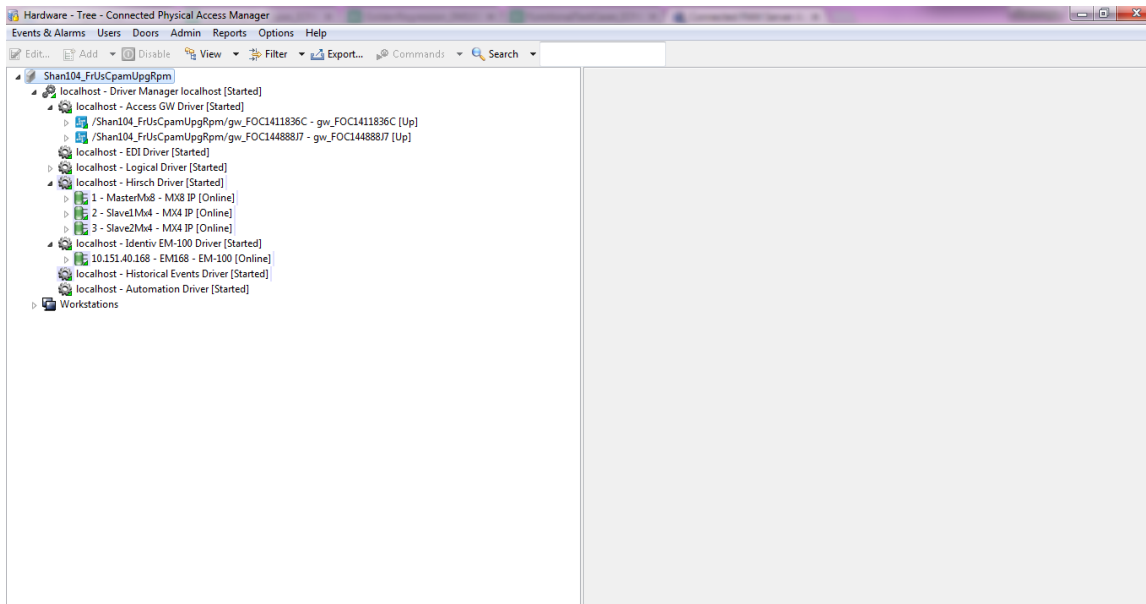 Hardware - Tree - Connected Physical Access Manager
Events & Alarms Users Doors Admin Reports Options Help
Edit... Add Disable View Filter Export... Commands Search
Shan104_FrUsCpamUpgRpm
localhost - Driver Manager localhost [Started]
localhost - Access GW Driver [Started]
/Shan104_FrUsCpamUpgRpm/gw_FOC1411836C - gw_FOC1411836C [Up]
/Shan104_FrUsCpamUpgRpm/gw_FOC144888J7 - gw_FOC144888J7 [Up]
localhost - EDI Driver [Started]
localhost - Logical Driver [Started]
localhost - Hirsch Driver [Started]
1 - MasterMx8 - MX8 IP [Online]
2 - Slave1Mx4 - MX4 IP [Online]
3 - Slave2Mx4 - MX4 IP [Online]
localhost - Identiv EM-100 Driver [Started]
10.151.40.168 - EM168 - EM-100 [Online]
localhost - Historical Events Driver [Started]
localhost - Automation Driver [Started]
Workstations